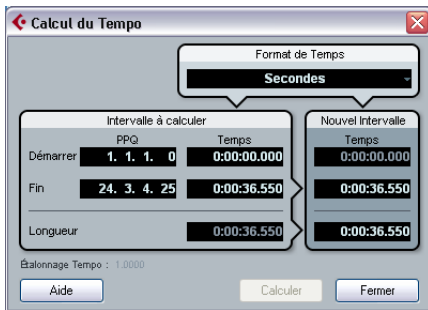 Calcul du Tempo
Format de Temps
Secondes
Intervalle à calculer
Nouvel Intervalle
PPQ Temps Temps
Démarrer 1. 1. 1. 0 0:00:00.000 0:00:00.000
Fin 24. 3. 4. 25 0:00:36.550 0:00:36.550
Longueur 0:00:36.550 0:00:36.550
Étalonnage Tempo : 1.0000
Aide Calculer Fermer